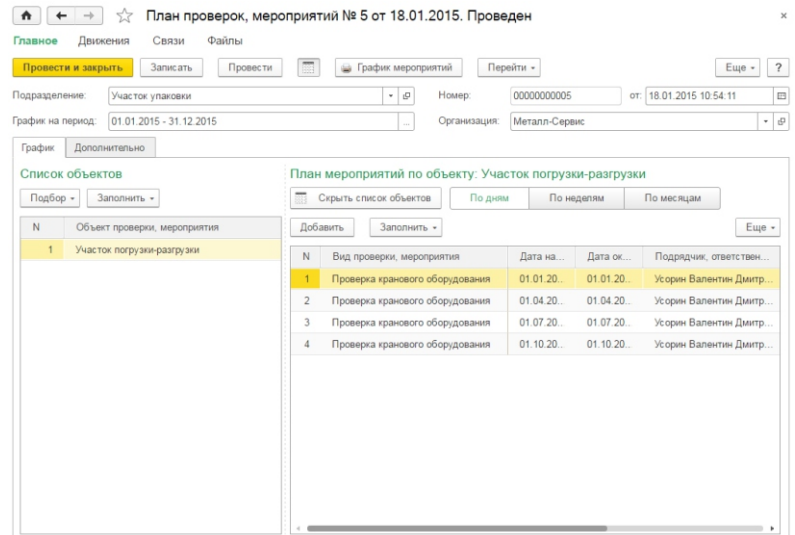 План проверок, мероприятий № 5 от 18.01.2015. Проведен
Главное Движения Связи Файлы
Провести и закрыть Записать Провести График мероприятий Перейти Еще ?
Подразделение: Участок упаковки Номер: 00000000005 от: 18.01.2015 10:54:11
График на период: 01.01.2015 - 31.12.2015 ... Организация: Металл-Сервис
График Дополнительно
Список объектов План мероприятий по объекту: Участок погрузки-разгрузки
Подбор Заполнить Скрыть список объектов По дням По неделям По месяцам
N Объект проверки, мероприятия Добавить Заполнить Еще
1 Участок погрузки-разгрузки
N Вид проверки, мероприятия Дата на... Дата ок... Подрядчик, ответствен...
1 Проверка кранового оборудования 01.01.20... 01.01.20... Усорин Валентин Дмитр...
2 Проверка кранового оборудования 01.04.20... 01.04.20... Усорин Валентин Дмитр...
3 Проверка кранового оборудования 01.07.20... 01.07.20... Усорин Валентин Дмитр...
4 Проверка кранового оборудования 01.10.20... 01.10.20... Усорин Валентин Дмитр...